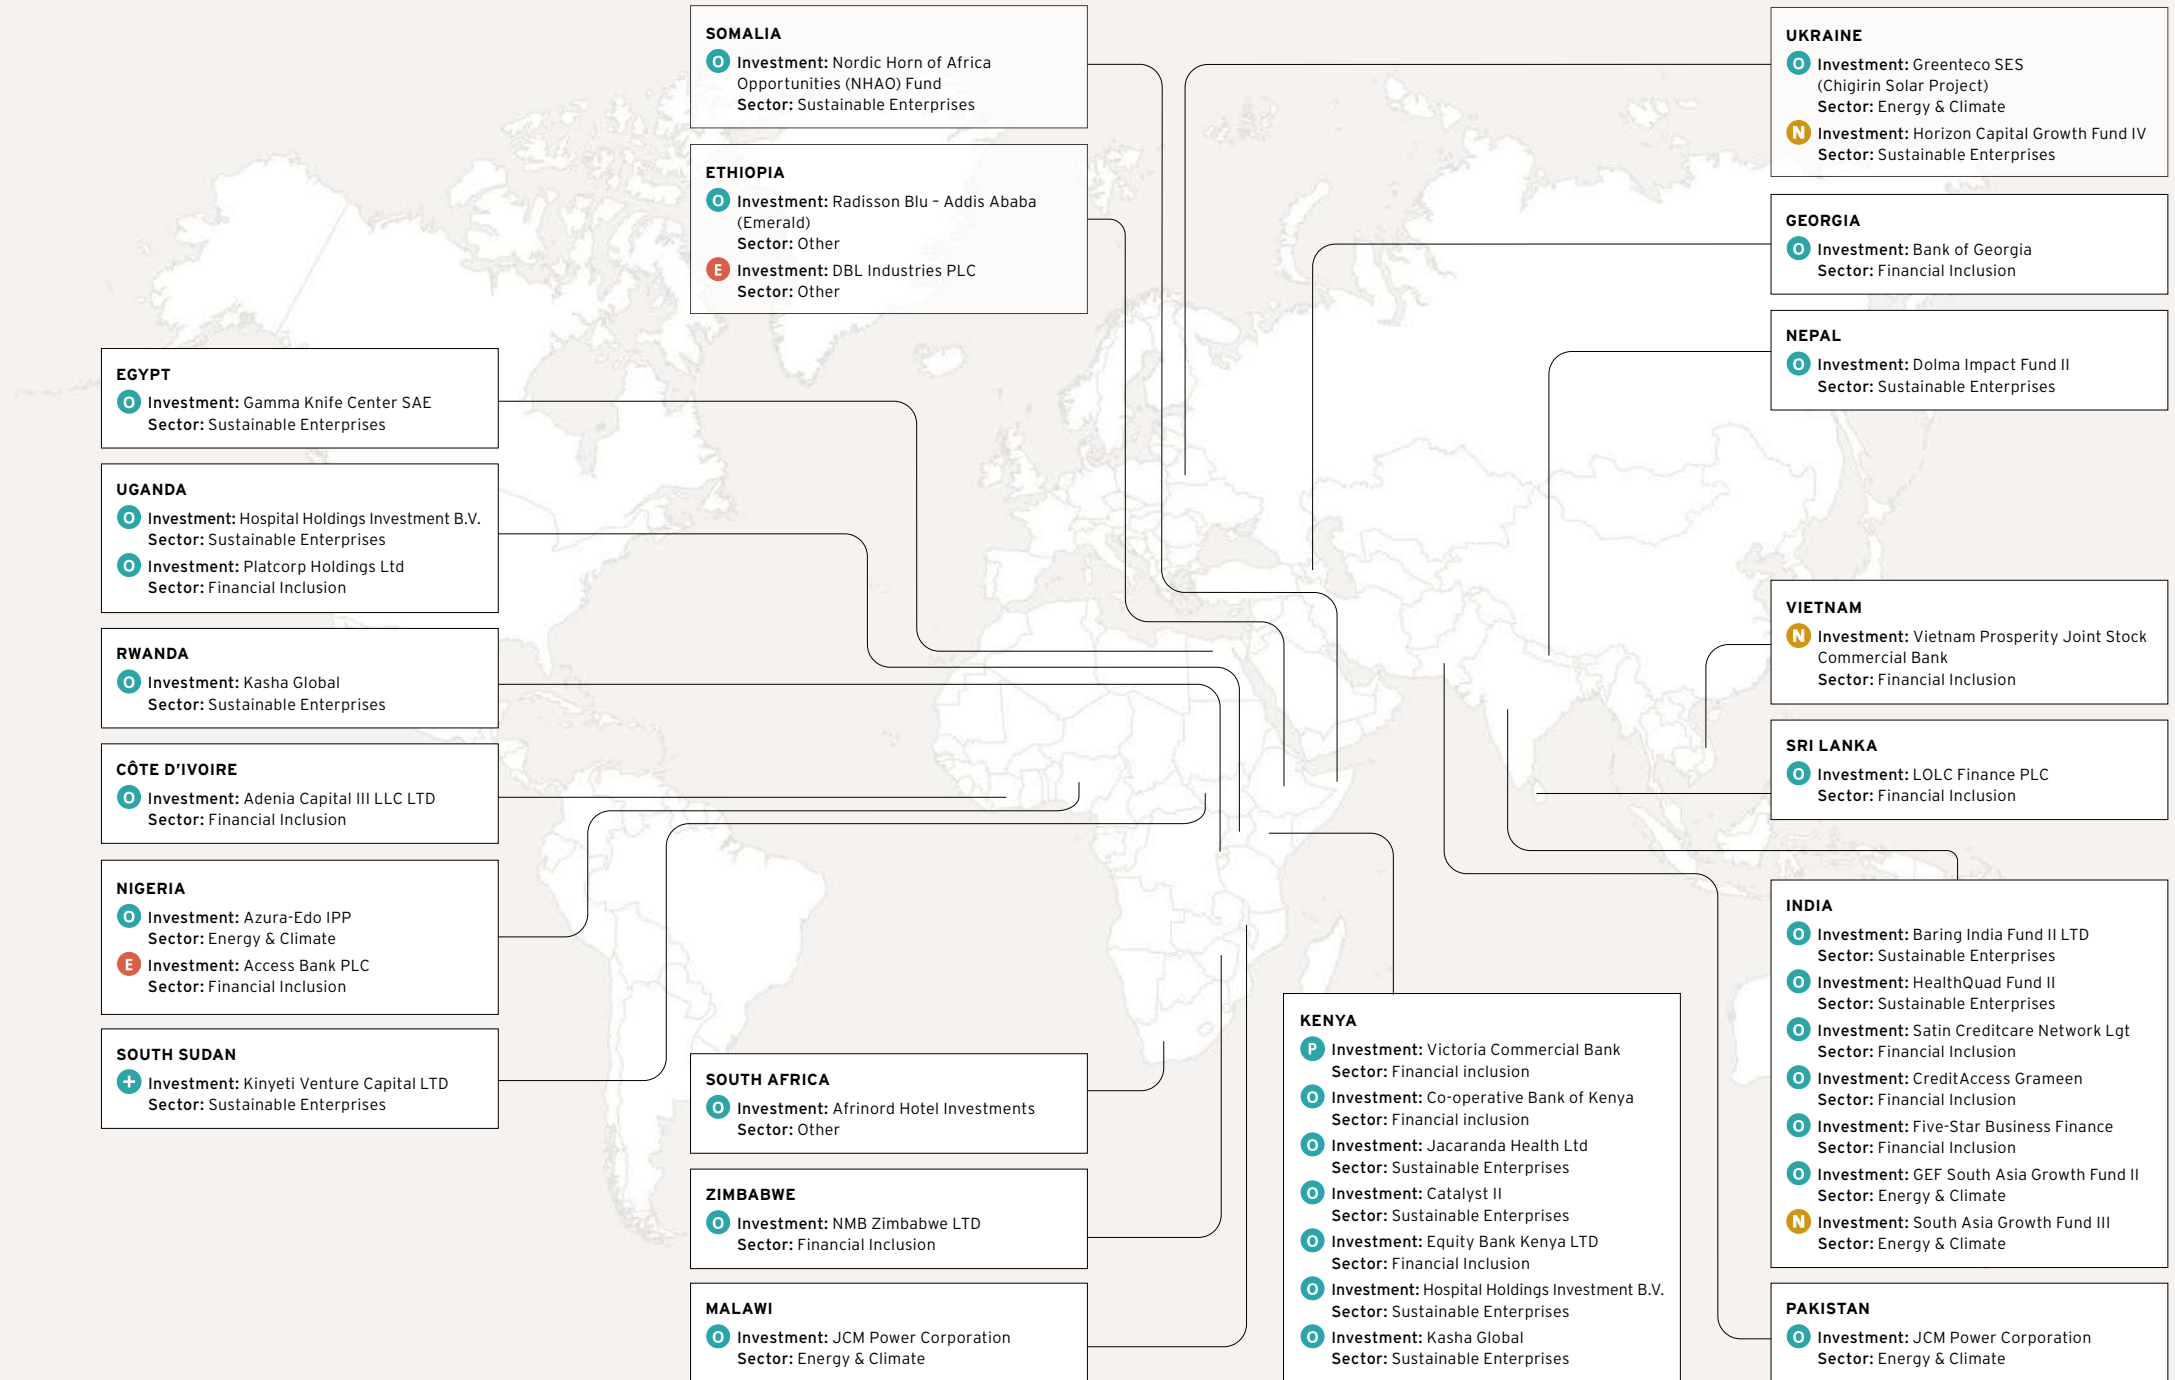 SOMALIA
O Investment: Nordic Horn of Africa
Opportunities (NHAO) Fund
Sector: Sustainable Enterprises
ETHIOPIA
O Investment: Radisson Blu – Addis Ababa
(Emerald)
Sector: Other
E Investment: DBL Industries PLC
Sector: Other
EGYPT
O Investment: Gamma Knife Center SAE
Sector: Sustainable Enterprises
UGANDA
O Investment: Hospital Holdings Investment B.V.
Sector: Sustainable Enterprises
O Investment: Platcorp Holdings Ltd
Sector: Financial Inclusion
RWANDA
O Investment: Kasha Global
Sector: Sustainable Enterprises
CÔTE D'IVOIRE
O Investment: Adenia Capital III LLC LTD
Sector: Financial Inclusion
NIGERIA
O Investment: Azura-Edo IPP
Sector: Energy & Climate
E Investment: Access Bank PLC
Sector: Financial Inclusion
SOUTH SUDAN
+ Investment: Kinyeti Venture Capital LTD
Sector: Sustainable Enterprises
SOUTH AFRICA
O Investment: Afrinord Hotel Investments
Sector: Other
ZIMBABWE
O Investment: NMB Zimbabwe LTD
Sector: Financial Inclusion
MALAWI
O Investment: JCM Power Corporation
Sector: Energy & Climate
KENYA
P Investment: Victoria Commercial Bank
Sector: Financial inclusion
O Investment: Co-operative Bank of Kenya
Sector: Financial inclusion
O Investment: Jacaranda Health Ltd
Sector: Sustainable Enterprises
O Investment: Catalyst II
Sector: Sustainable Enterprises
O Investment: Equity Bank Kenya LTD
Sector: Financial Inclusion
O Investment: Hospital Holdings Investment B.V.
Sector: Sustainable Enterprises
O Investment: Kasha Global
Sector: Sustainable Enterprises
UKRAINE
O Investment: Greenteco SES
(Chigirin Solar Project)
Sector: Energy & Climate
N Investment: Horizon Capital Growth Fund IV
Sector: Sustainable Enterprises
GEORGIA
O Investment: Bank of Georgia
Sector: Financial Inclusion
NEPAL
O Investment: Dolma Impact Fund II
Sector: Sustainable Enterprises
VIETNAM
N Investment: Vietnam Prosperity Joint Stock
Commercial Bank
Sector: Financial Inclusion
SRI LANKA
O Investment: LOLC Finance PLC
Sector: Financial Inclusion
INDIA
O Investment: Baring India Fund II LTD
Sector: Sustainable Enterprises
O Investment: HealthQuad Fund II
Sector: Sustainable Enterprises
O Investment: Satin Creditcare Network Lgt
Sector: Financial Inclusion
O Investment: CreditAccess Grameen
Sector: Financial Inclusion
O Investment: Five-Star Business Finance
Sector: Financial Inclusion
O Investment: GEF South Asia Growth Fund II
Sector: Energy & Climate
N Investment: South Asia Growth Fund III
Sector: Energy & Climate
PAKISTAN
O Investment: JCM Power Corporation
Sector: Energy & Climate